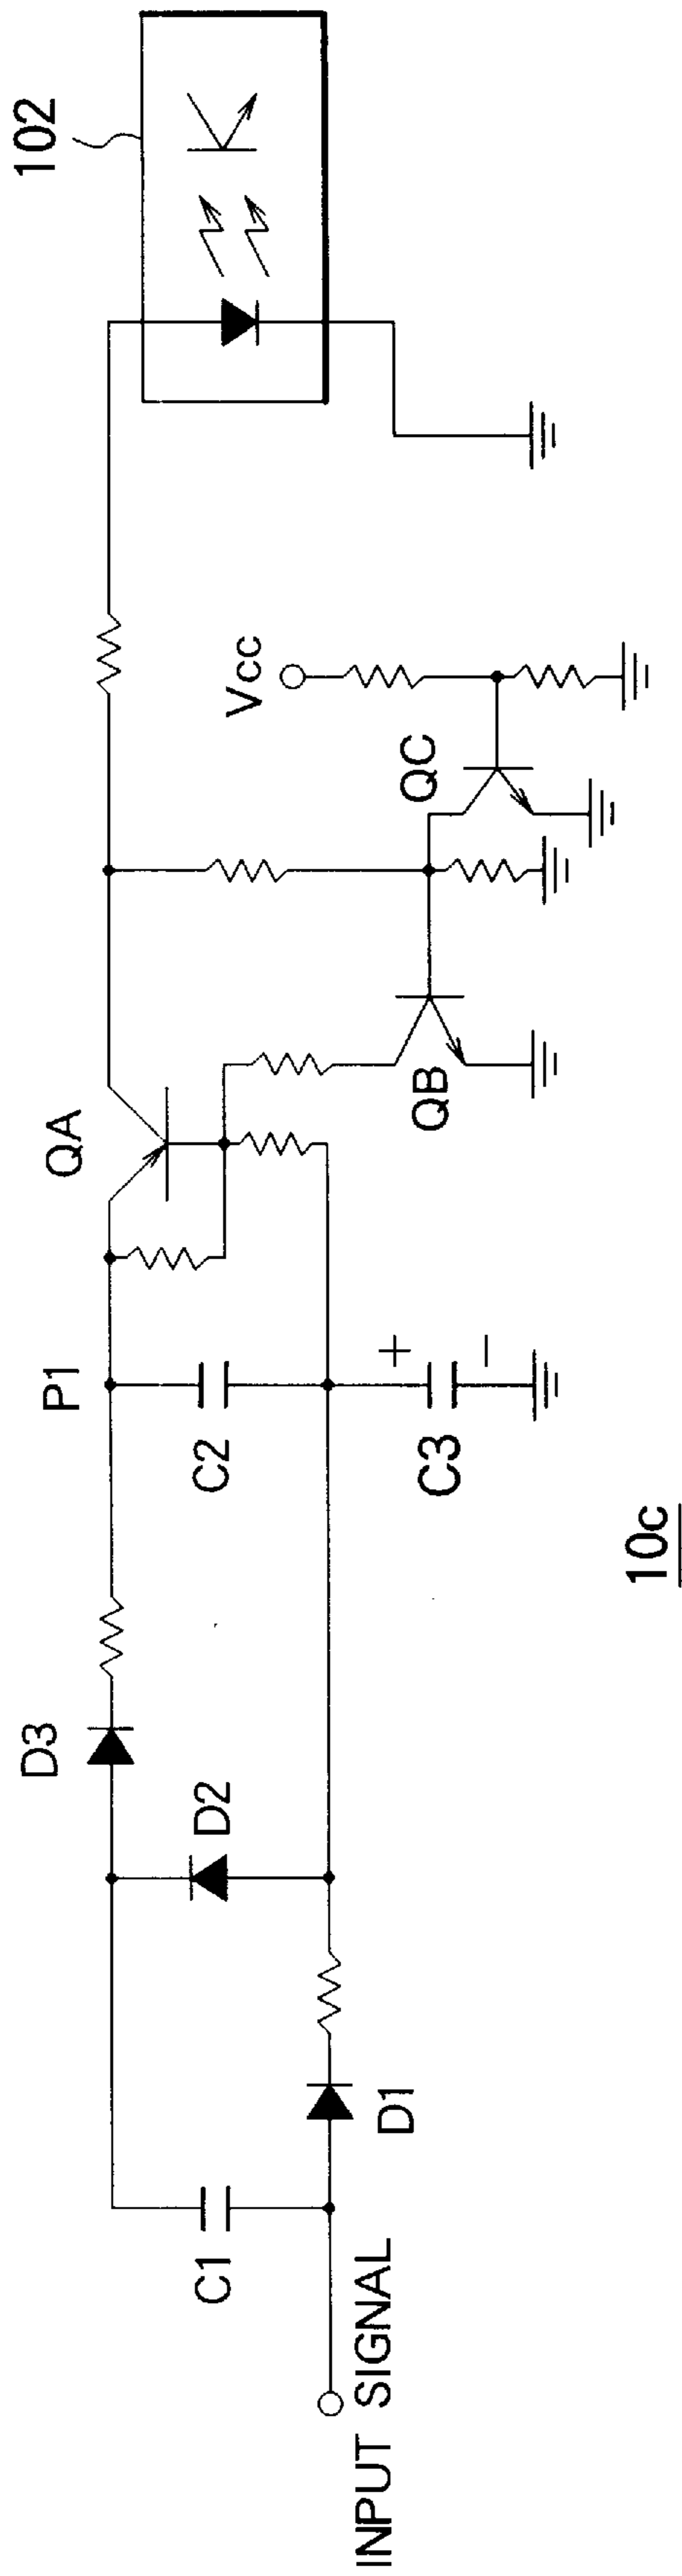 102
Vcc
QC
QA
QB
P1
C2
C3
+
−
10c
D3
D2
D1
C1
INPUT SIGNAL